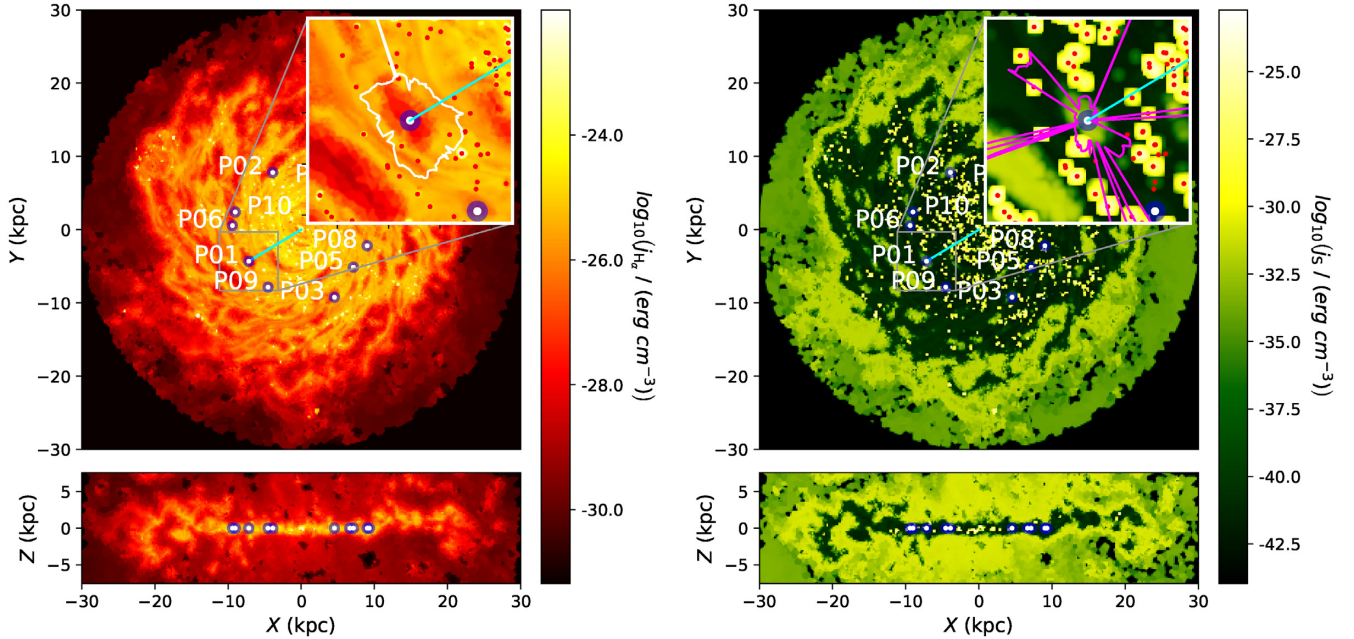 30
20
10
0
−10
−20
−30
Y (kpc)
P02
P
P06
P10
P01
P08
P05
P09
P03
5
0
−5
Z (kpc)
−30
−20
−10
0
10
20
30
X (kpc)
-24.0
-26.0
-28.0
-30.0
log10(jHα / (erg cm−3))
30
20
10
0
−10
−20
−30
Y (kpc)
P02
P
P06
P10
P01
P08
P05
P09
P03
5
0
−5
Z (kpc)
−30
−20
−10
0
10
20
30
X (kpc)
-25.0
-27.5
-30.0
-32.5
-35.0
-37.5
-40.0
-42.5
log10(jS / (erg cm−3))